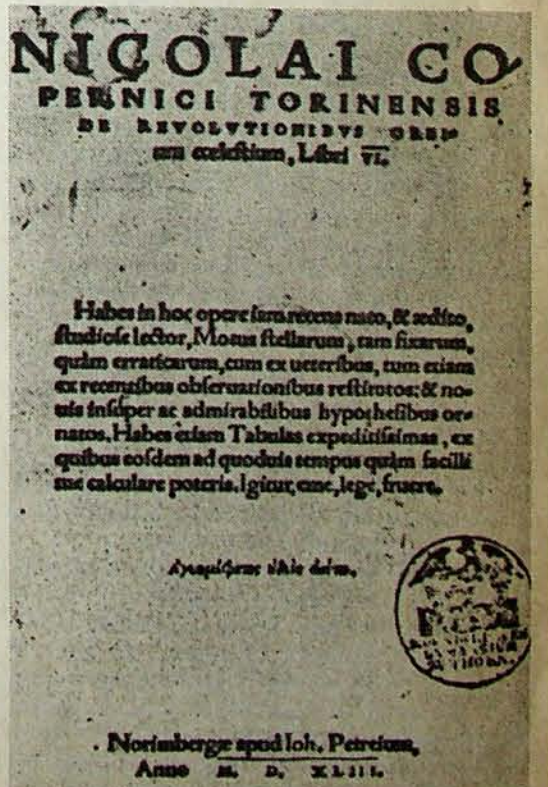 NICOLAI CO
PERNICI TORINENSIS
DE REVOLVTIONIBVS ORBI-
um cœlestium, Libri VI.
Habes in hoc opere iam recens nato, & ædito,
studiose lector, Motus stellarum, tam fixarum,
quàm erraticarum, cum ex ueteribus, tum etiam
ex recentibus obseruationibus restitutos: & no-
uis insuper ac admirabilibus hypothesibus or-
natos. Habes etiam Tabulas expeditissimas, ex
quibus eosdem ad quoduis tempus quàm facilli
me calculare poteris. Igitur, eme, lege, fruere.
Norimbergæ apud Ioh. Petreium,
Anno M. D. XLIII.